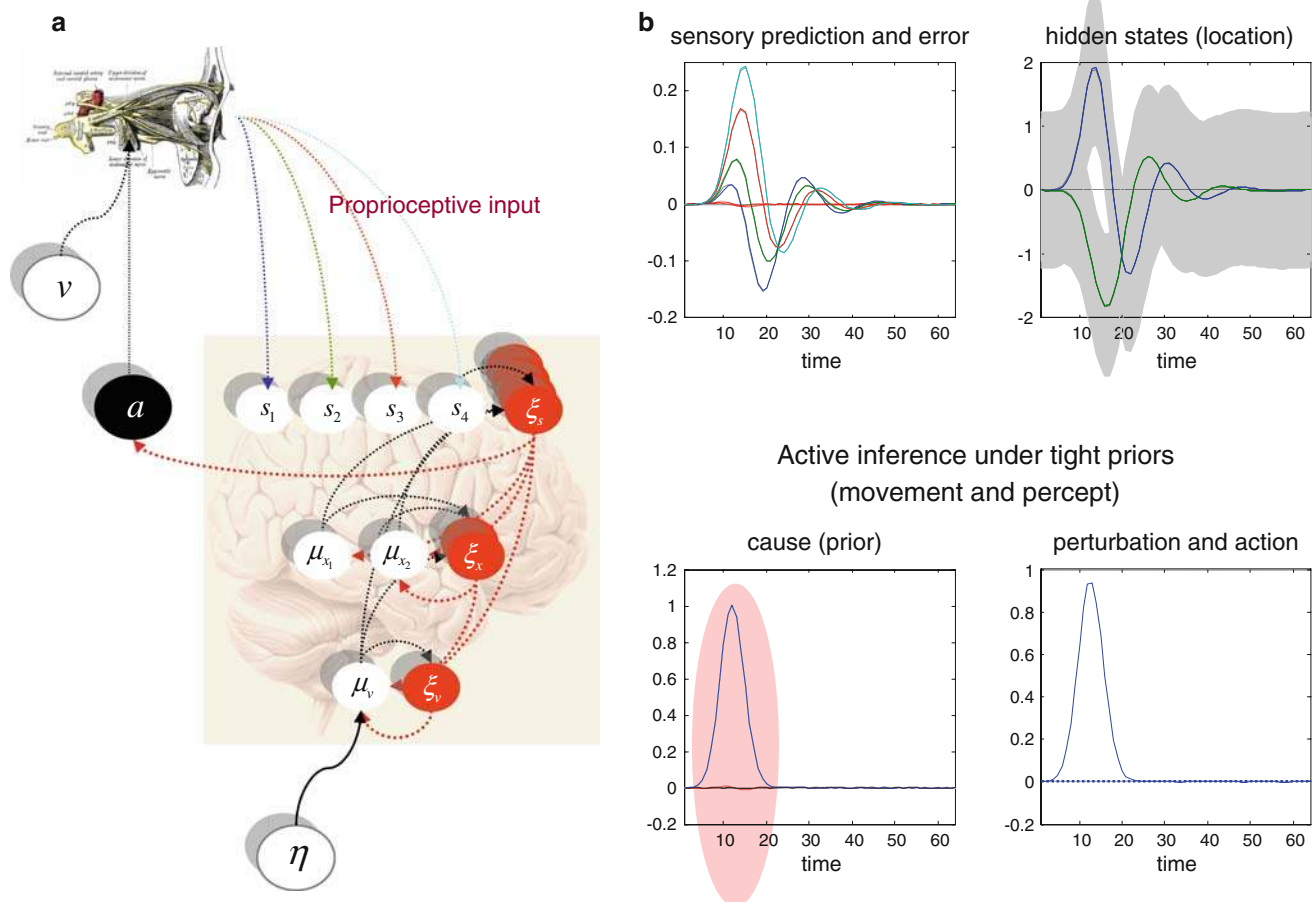 a
Proprioceptive input
v
a
s₁
s₂
s₃
s₄
ξₛ
μₓ₁
μₓ₂
ξₓ
μᵥ
ξᵥ
η
b
sensory prediction and error
0.2
0.1
0
-0.1
-0.2
10 20 30 40 50 60
time
hidden states (location)
2
1
0
-1
-2
10 20 30 40 50 60
time
Active inference under tight priors
(movement and percept)
cause (prior)
1.2
1
0.8
0.6
0.4
0.2
0
-0.2
10 20 30 40 50 60
time
perturbation and action
1
0.8
0.6
0.4
0.2
0
-0.2
10 20 30 40 50 60
time